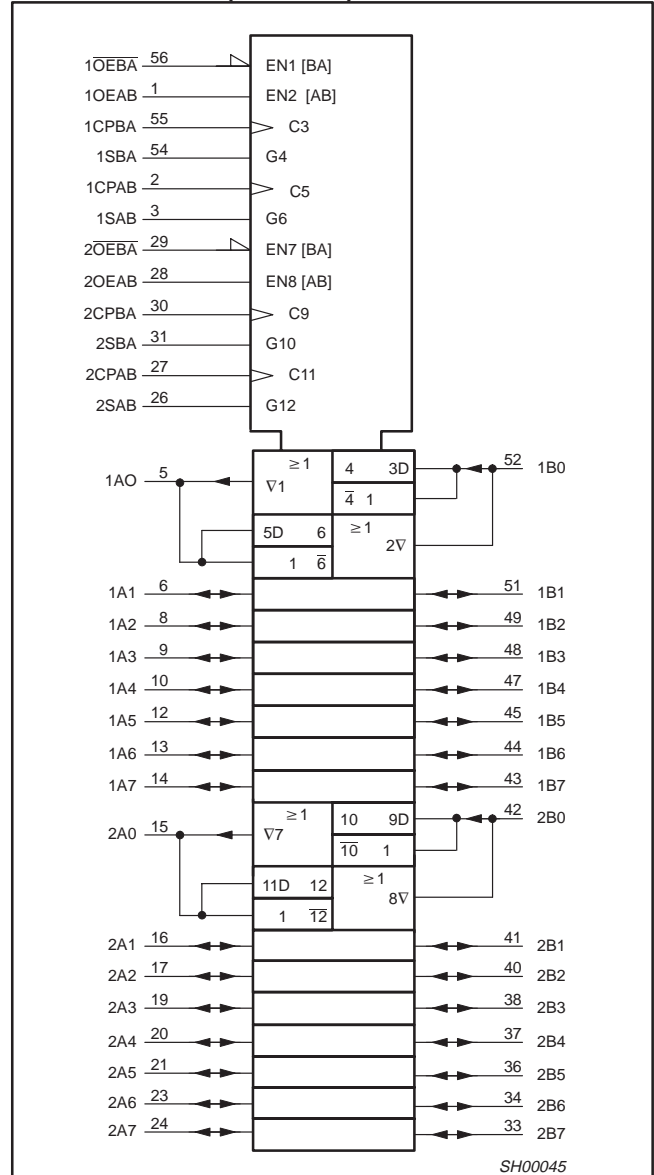 1O̅E̅B̅A̅ 56 EN1 [BA]
1OEAB 1 EN2 [AB]
1CPBA 55 C3
1SBA 54 G4
1CPAB 2 C5
1SAB 3 G6
2O̅E̅B̅A̅ 29 EN7 [BA]
2OEAB 28 EN8 [AB]
2CPBA 30 C9
2SBA 31 G10
2CPAB 27 C11
2SAB 26 G12
1AO 5 ∇1 ≥1 4 3D 52 1B0
4̅ 1
5D 6 ≥1 2∇
1 6̅
1A1 6 51 1B1
1A2 8 49 1B2
1A3 9 48 1B3
1A4 10 47 1B4
1A5 12 45 1B5
1A6 13 44 1B6
1A7 14 43 1B7
2A0 15 ∇7 ≥1 10 9D 42 2B0
1̅0̅ 1
11D 12 ≥1 8∇
1 1̅2̅
2A1 16 41 2B1
2A2 17 40 2B2
2A3 19 38 2B3
2A4 20 37 2B4
2A5 21 36 2B5
2A6 23 34 2B6
2A7 24 33 2B7
SH00045